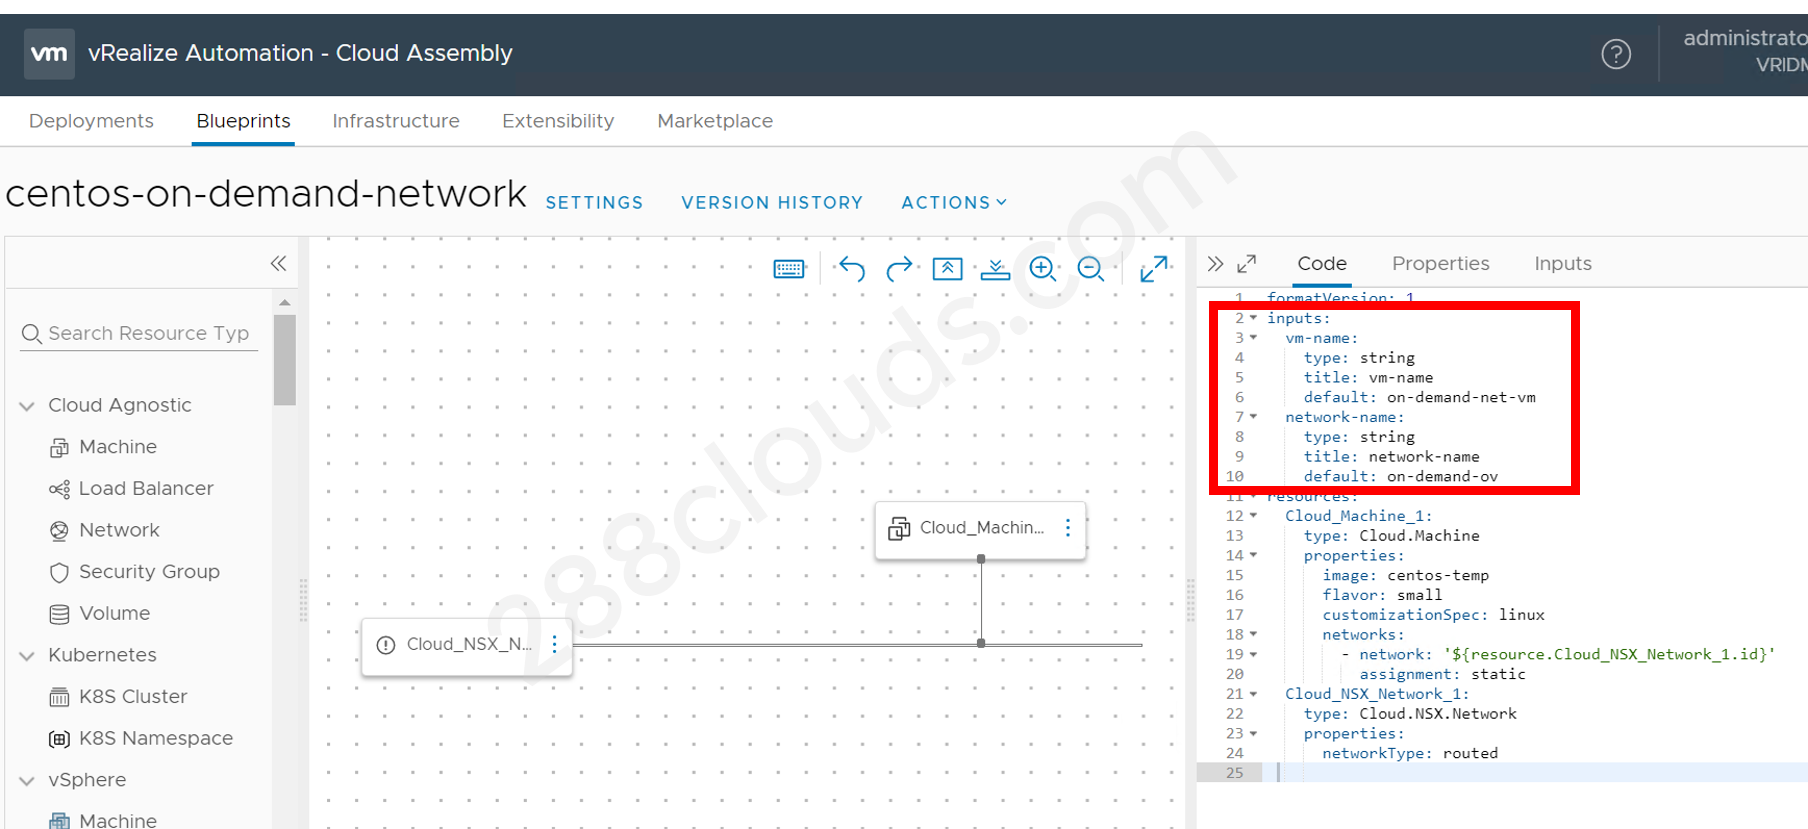 vm vRealize Automation - Cloud Assembly
administrato
VRIDM
Deployments Blueprints Infrastructure Extensibility Marketplace
centos-on-demand-network SETTINGS VERSION HISTORY ACTIONS
Search Resource Typ
Cloud Agnostic
Machine
Load Balancer
Network
Security Group
Volume
Kubernetes
K8S Cluster
K8S Namespace
vSphere
Machine
Cloud_Machin...
Cloud_NSX_N...
288clouds.com
Code Properties Inputs
1 formatVersion: 1
2 inputs:
3 vm-name:
4 type: string
5 title: vm-name
6 default: on-demand-net-vm
7 network-name:
8 type: string
9 title: network-name
10 default: on-demand-ov
11 resources:
12 Cloud_Machine_1:
13 type: Cloud.Machine
14 properties:
15 image: centos-temp
16 flavor: small
17 customizationSpec: linux
18 networks:
19 - network: '${resource.Cloud_NSX_Network_1.id}'
20 assignment: static
21 Cloud_NSX_Network_1:
22 type: Cloud.NSX.Network
23 properties:
24 networkType: routed
25